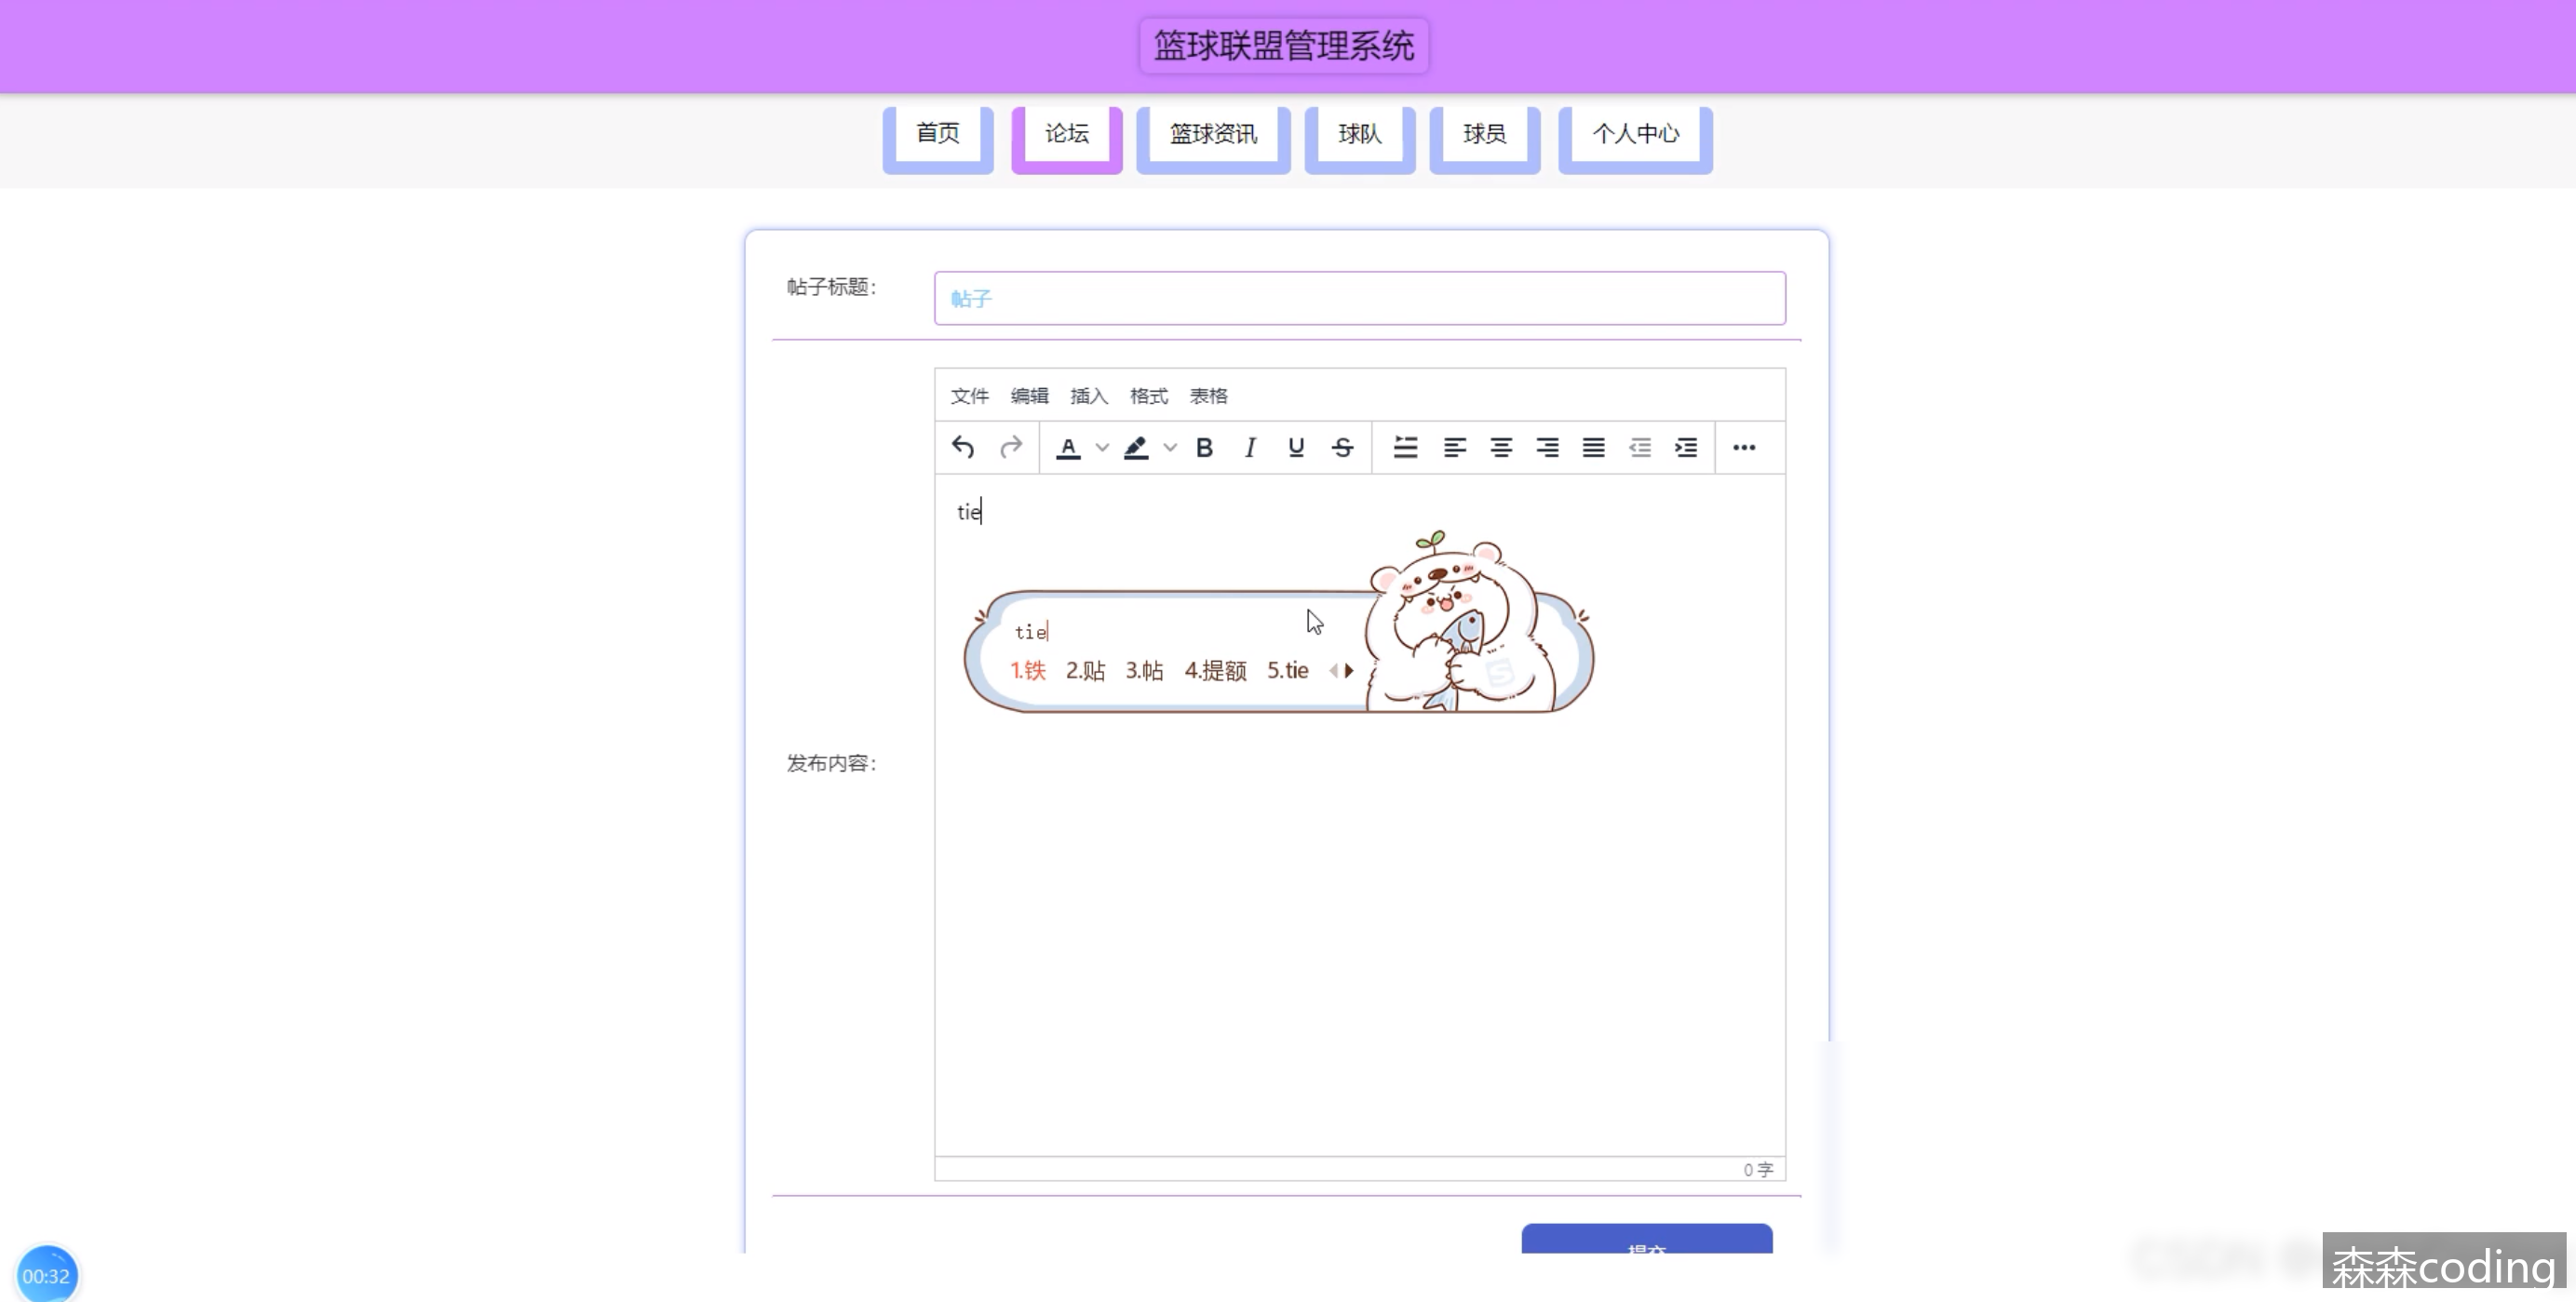 篮球联盟管理系统
首页 论坛 篮球资讯 球队 球员 个人中心
帖子标题：
帖子
文件 编辑 插入 格式 表格
tie
tie
1.铁 2.贴 3.帖 4.提额 5.tie
发布内容：
0 字
提交
00:32
森森coding